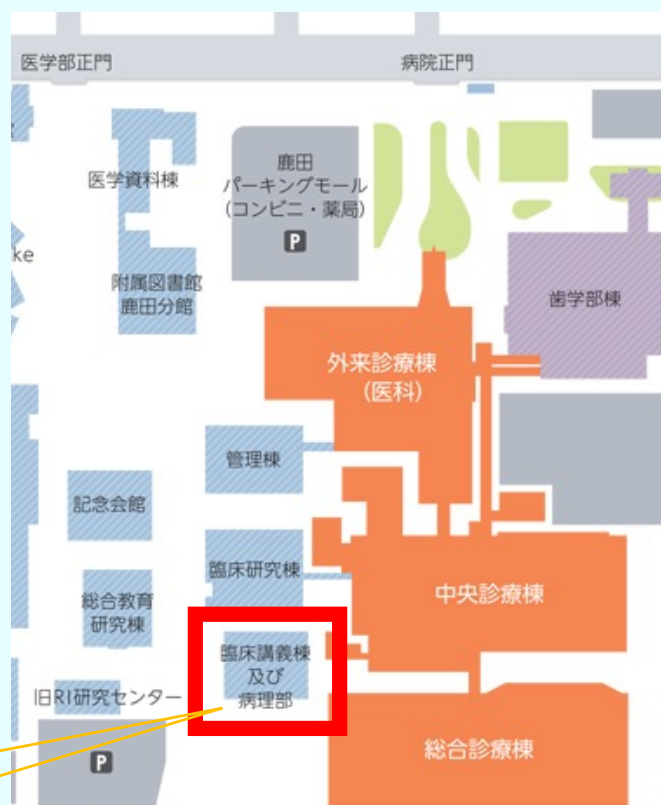 医学部正門
病院正門
医学資料棟
鹿田
パーキングモール
(コンビニ・薬局)
P
ke
附属図書館
鹿田分館
歯学部棟
外来診療棟
(医科)
管理棟
記念会館
臨床研究棟
中央診療棟
総合教育
研究棟
臨床講義棟
及び
病理部
旧RI研究センター
P
総合診療棟